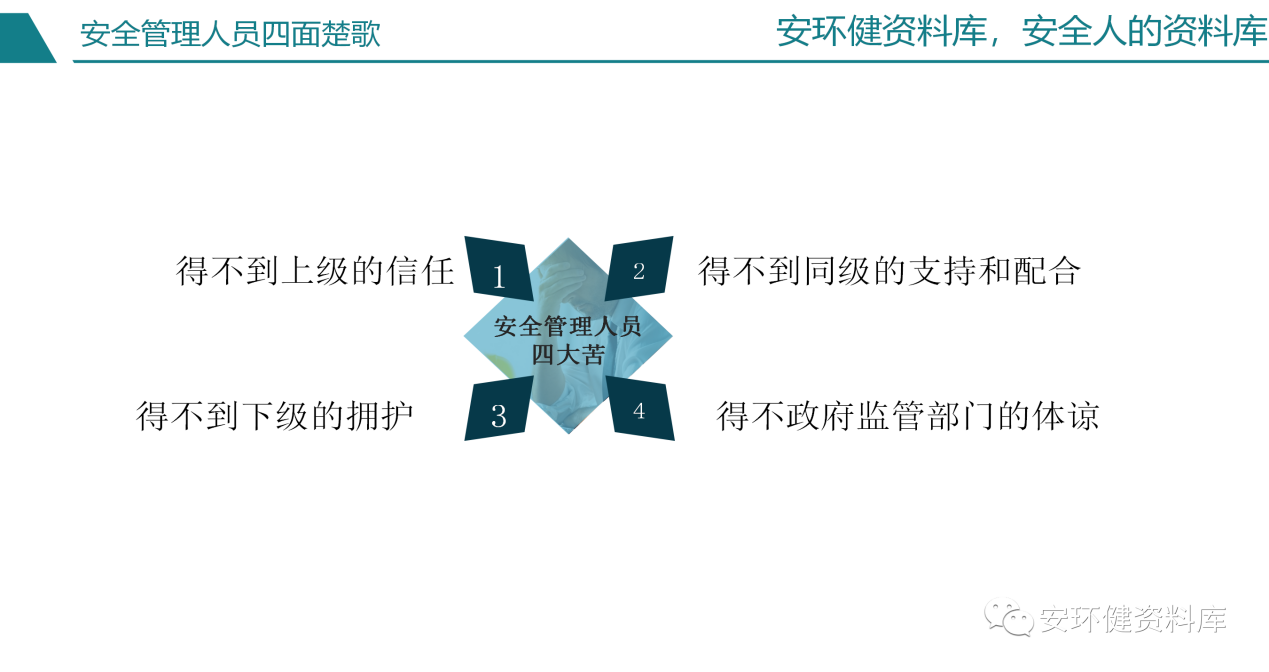 安全管理人员四面楚歌
安环健资料库，安全人的资料库
得不到上级的信任
1
2
得不到同级的支持和配合
安全管理人员
四大苦
得不到下级的拥护
3
4
得不政府监管部门的体谅
安环健资料库